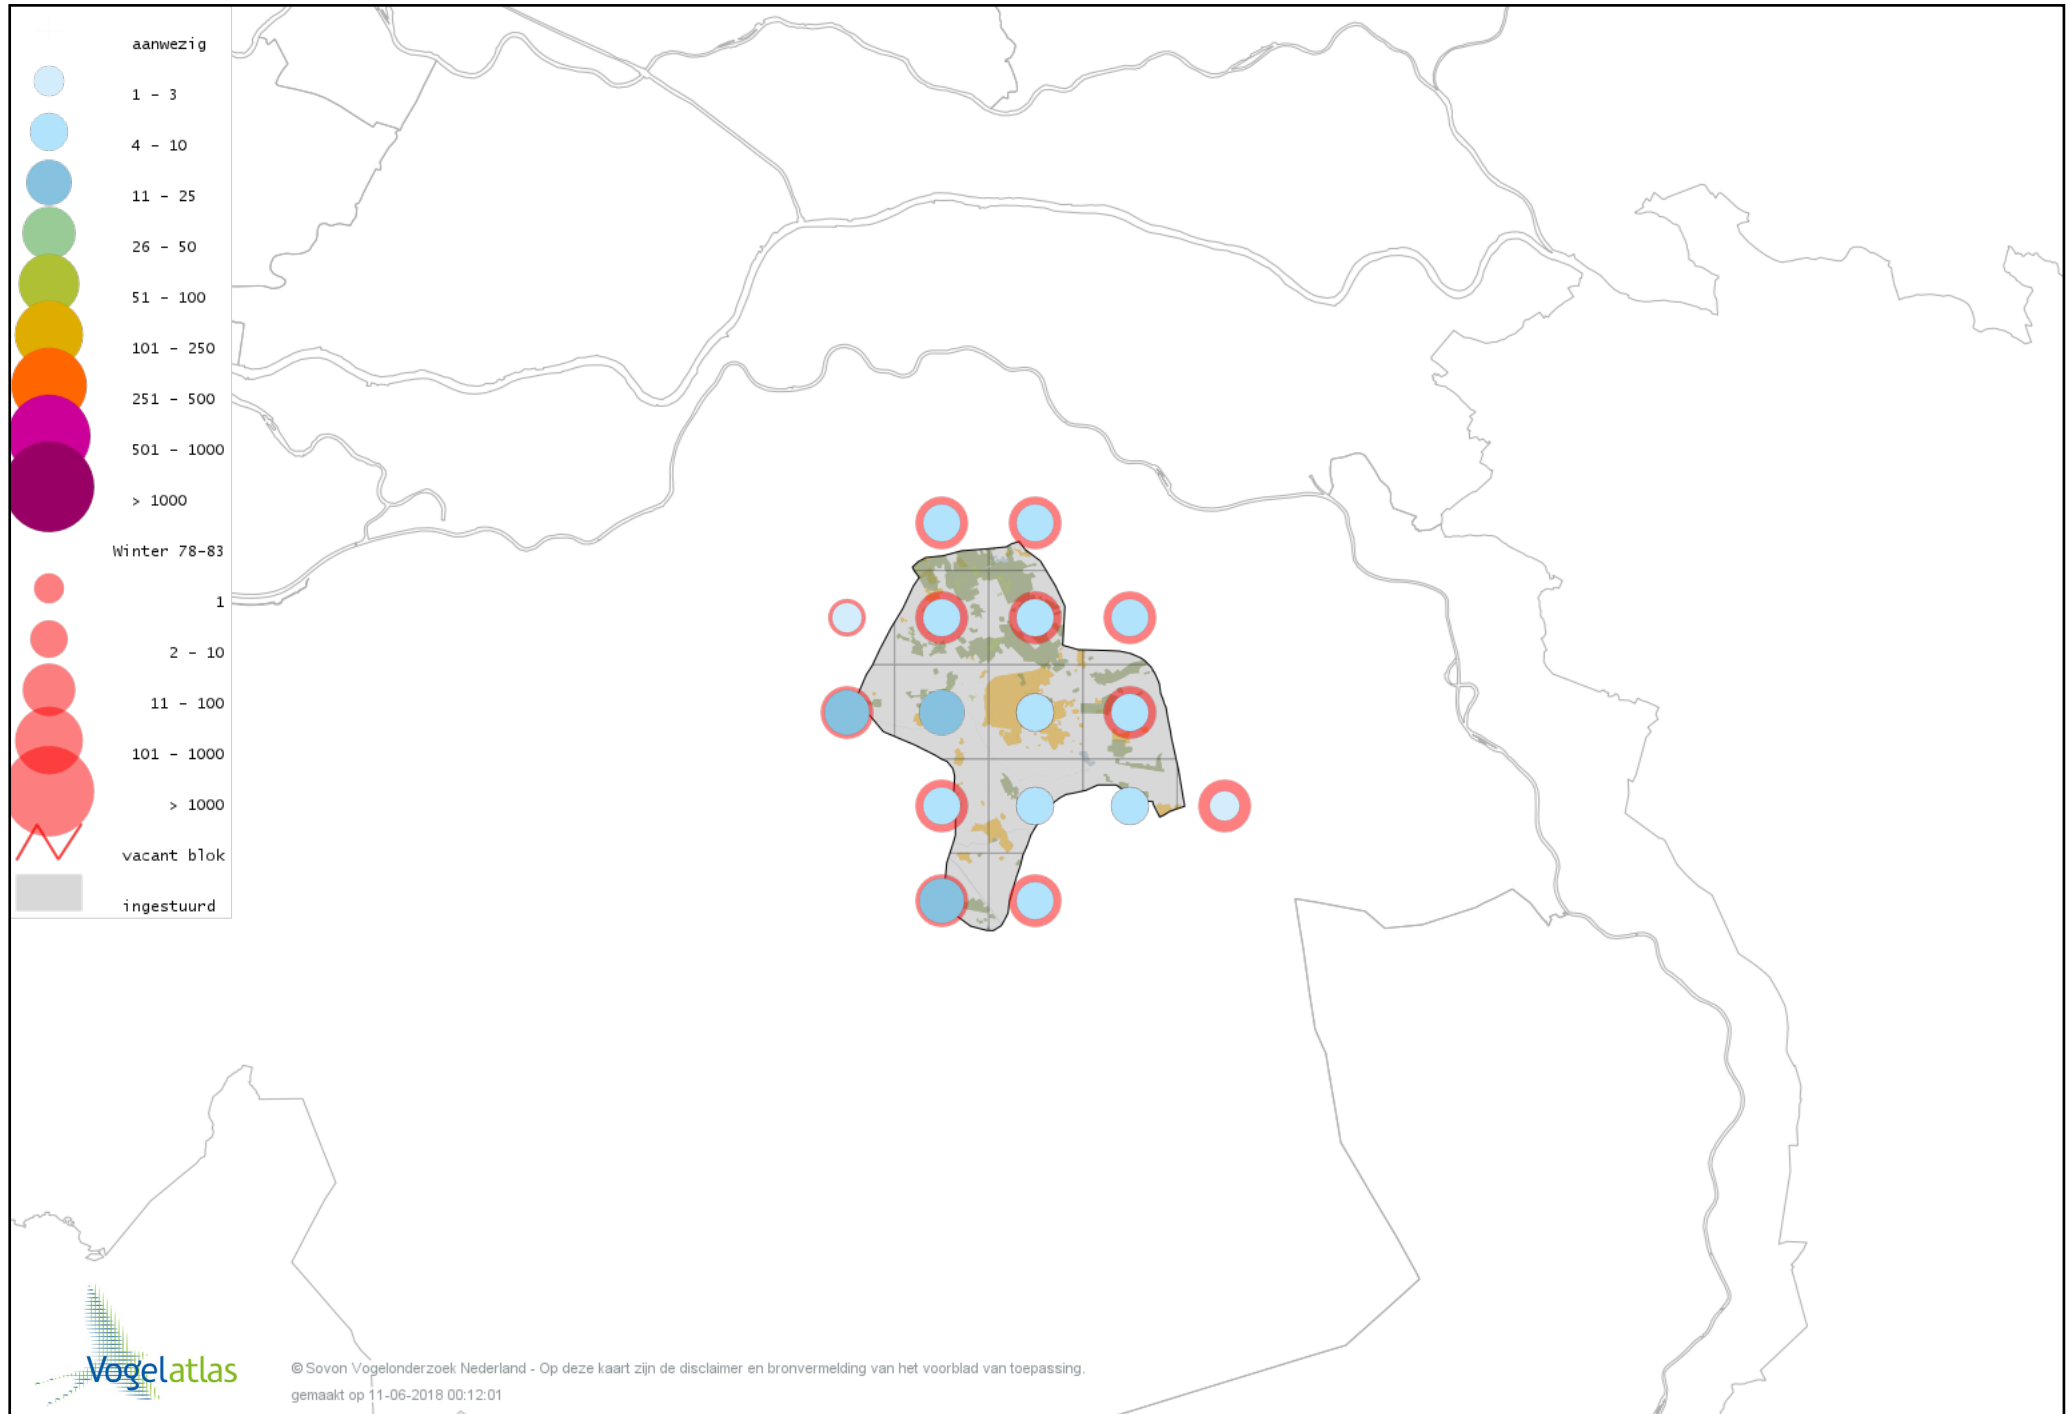 aanwezig
1 - 3
4 - 10
11 - 25
26 - 50
51 - 100
101 - 250
251 - 500
501 - 1000
> 1000
Winter 78-83
1
2 - 10
11 - 100
101 - 1000
> 1000
vacant blok
ingestuurd
Vogelatlas
© Sovon Vogelonderzoek Nederland - Op deze kaart zijn de disclaimer en bronvermelding van het voorblad van toepassing.
gemaakt op 11-06-2018 00:12:01